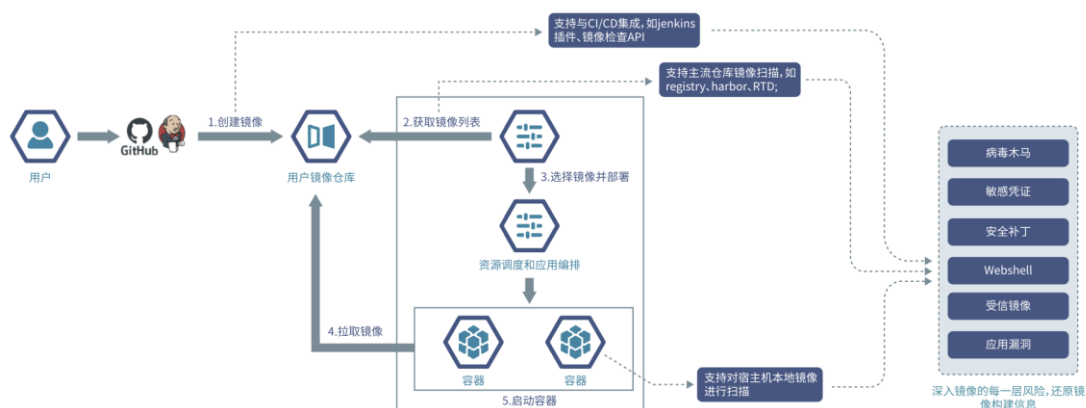 支持与CI/CD集成,如jenkins
插件、镜像检查API
支持主流仓库镜像扫描,如
registry、harbor、RTD;
1.创建镜像
2.获取镜像列表
GitHub
用户
用户镜像仓库
3.选择镜像并部署
资源调度和应用编排
4.拉取镜像
容器
容器
5.启动容器
支持对宿主机本地镜像
进行扫描
病毒木马
敏感凭证
安全补丁
Webshell
受信镜像
应用漏洞
深入镜像的每一层风险,还原镜
像构建信息